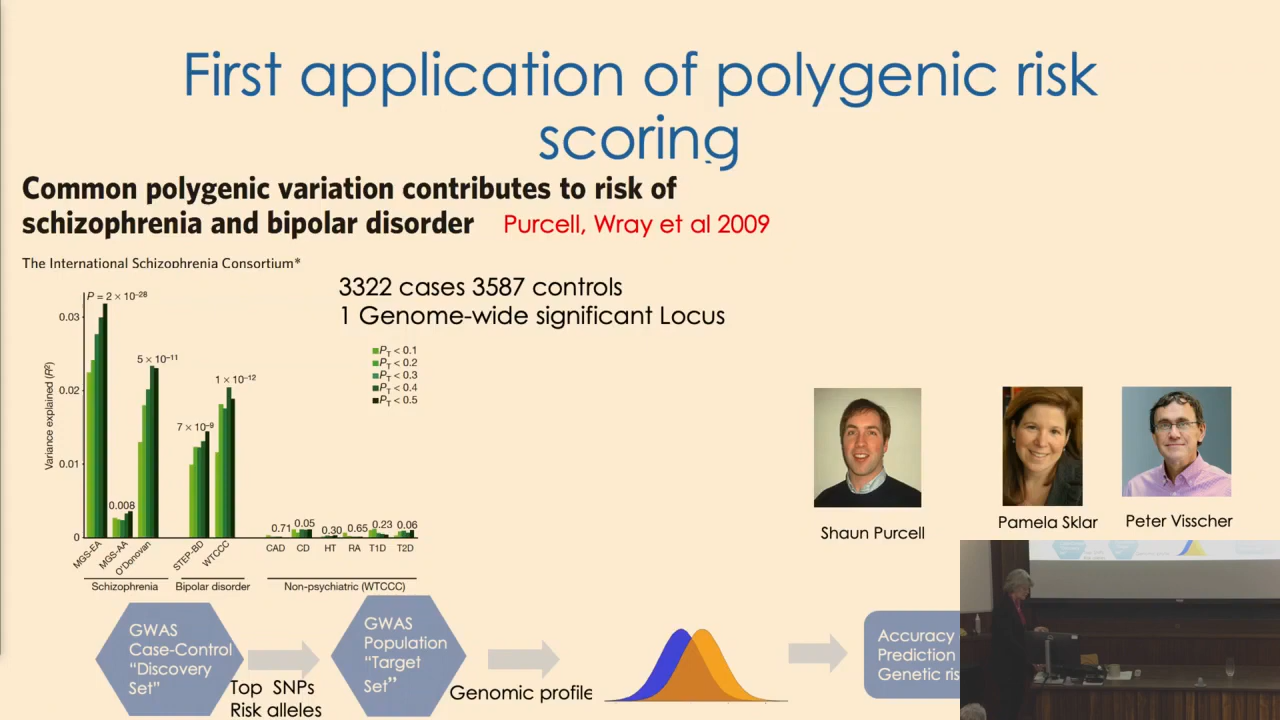 First application of polygenic risk
scoring
Common polygenic variation contributes to risk of
schizophrenia and bipolar disorder Purcell, Wray et al 2009
The International Schizophrenia Consortium*
3322 cases 3587 controls
1 Genome-wide significant Locus
P = 2 × 10⁻²⁸
5 × 10⁻¹¹
1 × 10⁻¹²
7 × 10⁻⁹
0.008
0.71 0.05 0.30 0.65 0.23 0.06
0.03
0.02
0.01
0
Variance explained (R²)
P_T < 0.1
P_T < 0.2
P_T < 0.3
P_T < 0.4
P_T < 0.5
MGS-EA MGS-AA O'Donovan STEP-BD WTCCC CAD CD HT RA T1D T2D
Schizophrenia Bipolar disorder Non-psychiatric (WTCCC)
Shaun Purcell
Pamela Sklar
Peter Visscher
GWAS
Case-Control
“Discovery
Set”
Top SNPs
Risk alleles
GWAS
Population
“Target
Set”
Genomic profile
Accuracy
Prediction
Genetic ris